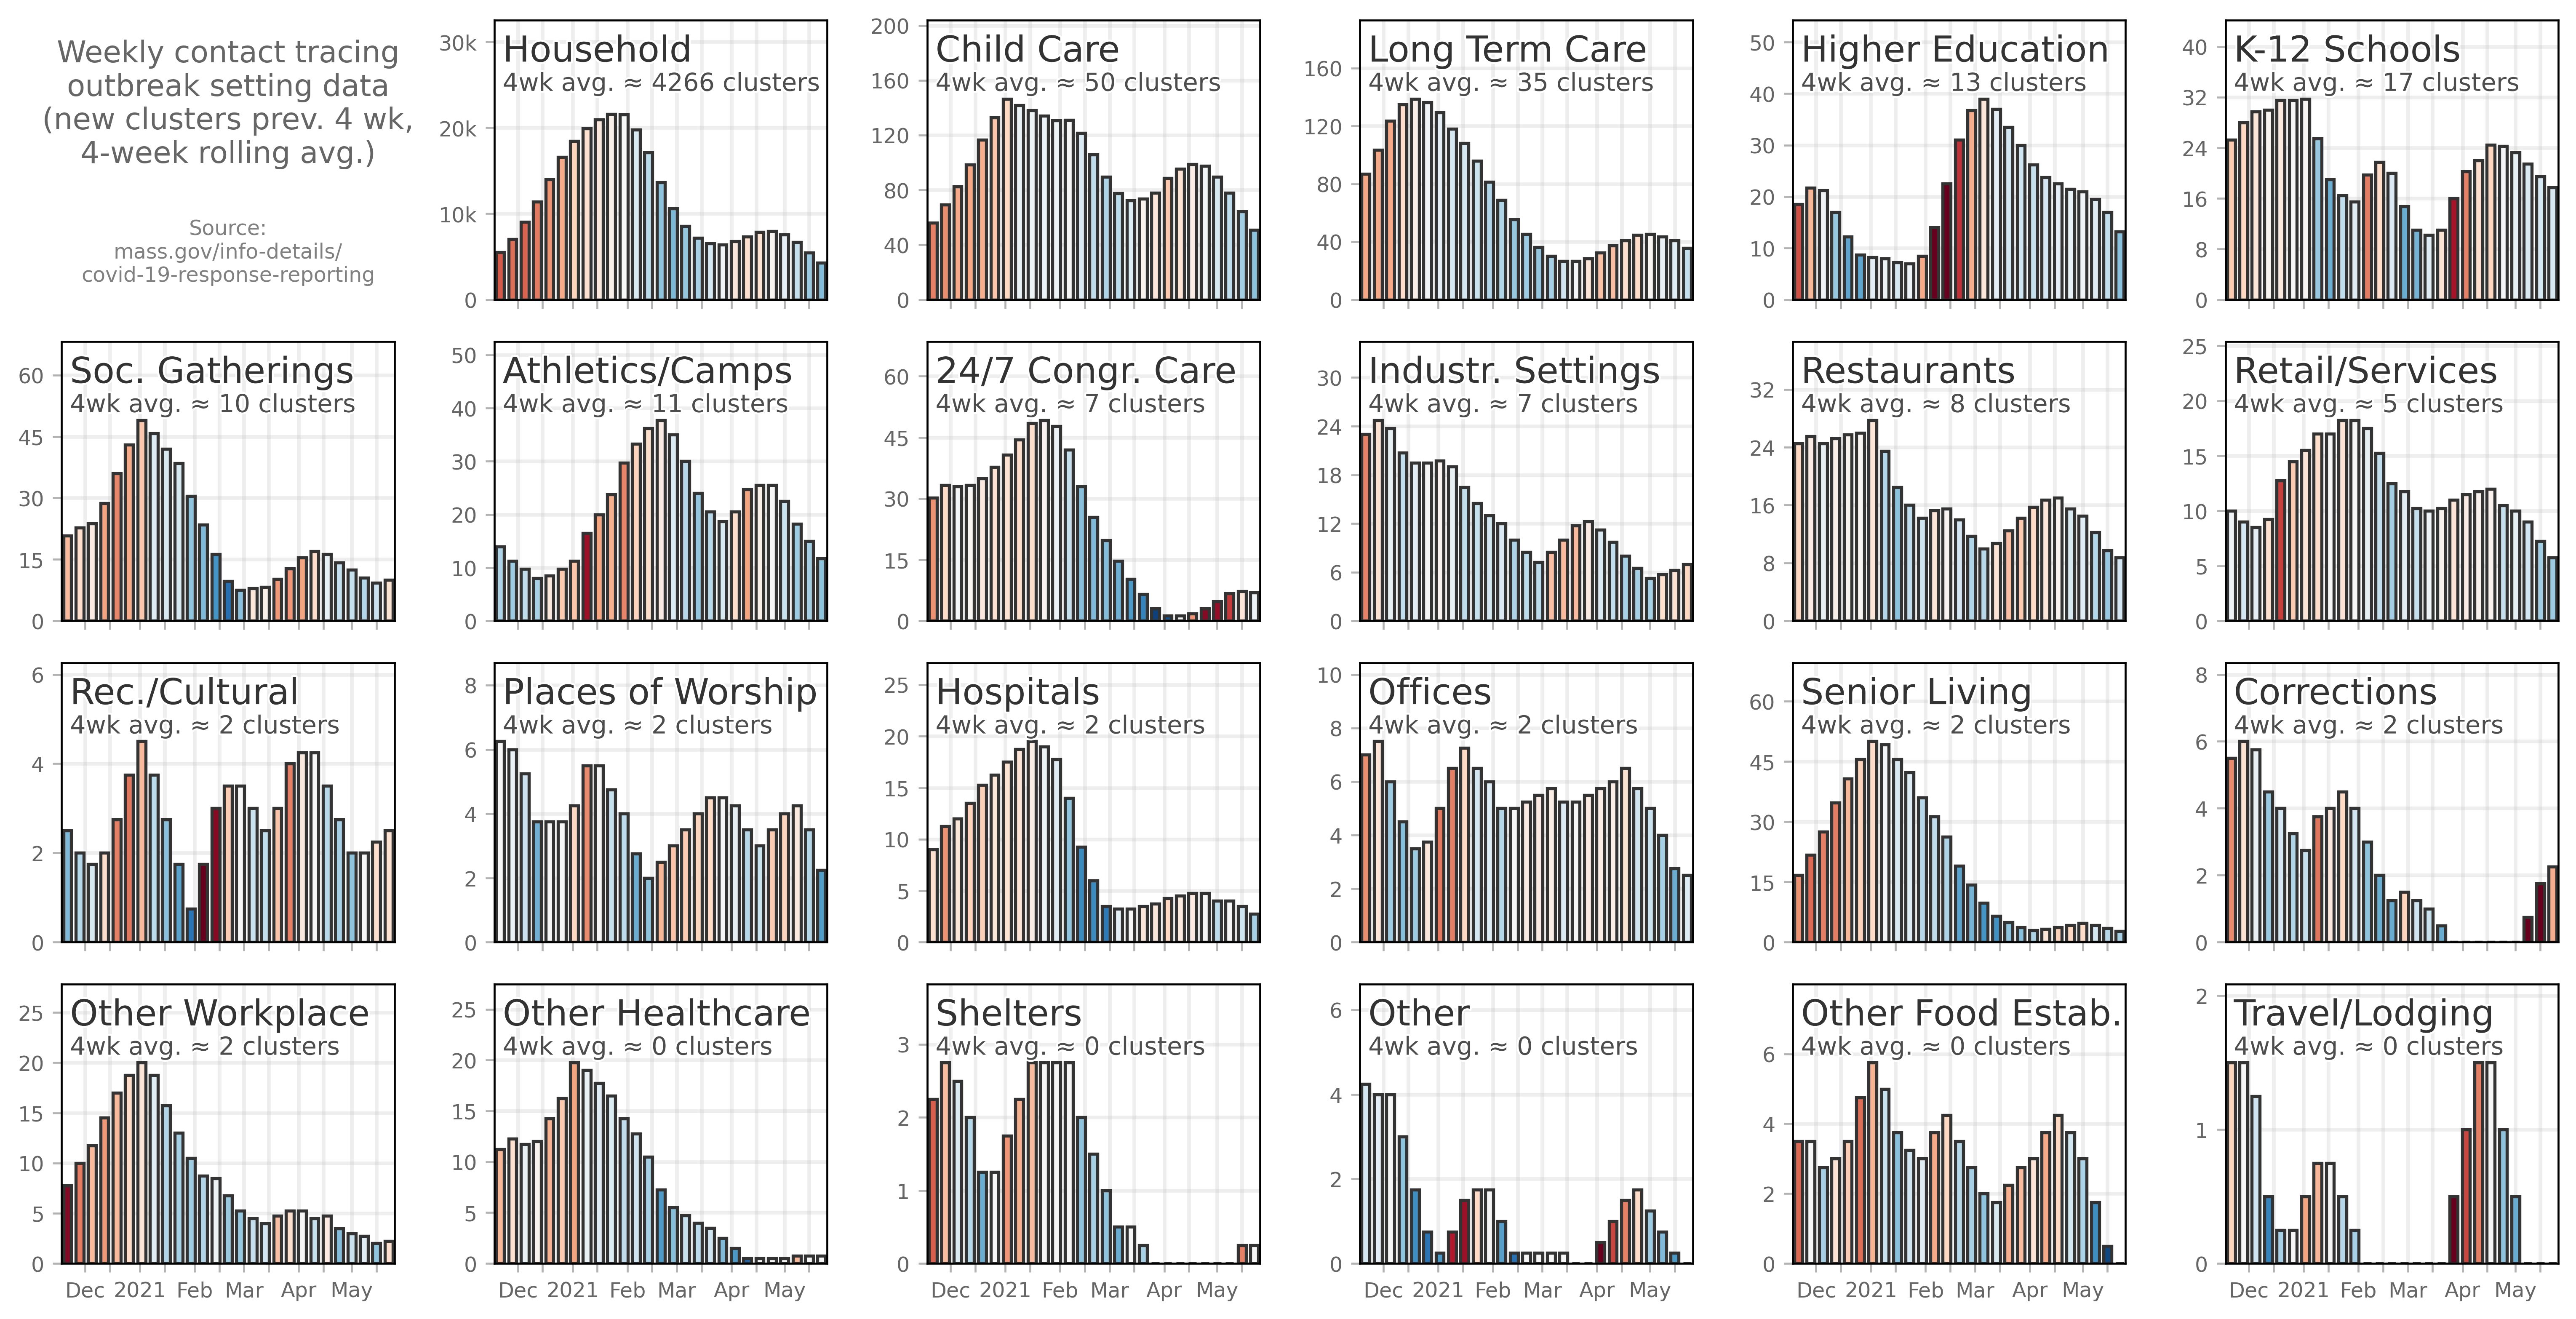 Weekly contact tracing
outbreak setting data
(new clusters prev. 4 wk,
4-week rolling avg.)
Source:
mass.gov/info-details/
covid-19-response-reporting
Household
4wk avg. ≈ 4266 clusters
30k
20k
10k
0
Child Care
4wk avg. ≈ 50 clusters
200
160
120
80
40
0
Long Term Care
4wk avg. ≈ 35 clusters
160
120
80
40
0
Higher Education
4wk avg. ≈ 13 clusters
50
40
30
20
10
0
K-12 Schools
4wk avg. ≈ 17 clusters
40
32
24
16
8
0
Soc. Gatherings
4wk avg. ≈ 10 clusters
60
45
30
15
0
Athletics/Camps
4wk avg. ≈ 11 clusters
50
40
30
20
10
0
24/7 Congr. Care
4wk avg. ≈ 7 clusters
60
45
30
15
0
Industr. Settings
4wk avg. ≈ 7 clusters
30
24
18
12
6
0
Restaurants
4wk avg. ≈ 8 clusters
32
24
16
8
0
Retail/Services
4wk avg. ≈ 5 clusters
25
20
15
10
5
0
Rec./Cultural
4wk avg. ≈ 2 clusters
6
4
2
0
Places of Worship
4wk avg. ≈ 2 clusters
8
6
4
2
0
Hospitals
4wk avg. ≈ 2 clusters
25
20
15
10
5
0
Offices
4wk avg. ≈ 2 clusters
10
8
6
4
2
0
Senior Living
4wk avg. ≈ 2 clusters
60
45
30
15
0
Corrections
4wk avg. ≈ 2 clusters
8
6
4
2
0
Other Workplace
4wk avg. ≈ 2 clusters
25
20
15
10
5
0
Dec 2021 Feb Mar Apr May
Other Healthcare
4wk avg. ≈ 0 clusters
25
20
15
10
5
0
Dec 2021 Feb Mar Apr May
Shelters
4wk avg. ≈ 0 clusters
3
2
1
0
Dec 2021 Feb Mar Apr May
Other
4wk avg. ≈ 0 clusters
6
4
2
0
Dec 2021 Feb Mar Apr May
Other Food Estab.
4wk avg. ≈ 0 clusters
6
4
2
0
Dec 2021 Feb Mar Apr May
Travel/Lodging
4wk avg. ≈ 0 clusters
2
1
0
Dec 2021 Feb Mar Apr May